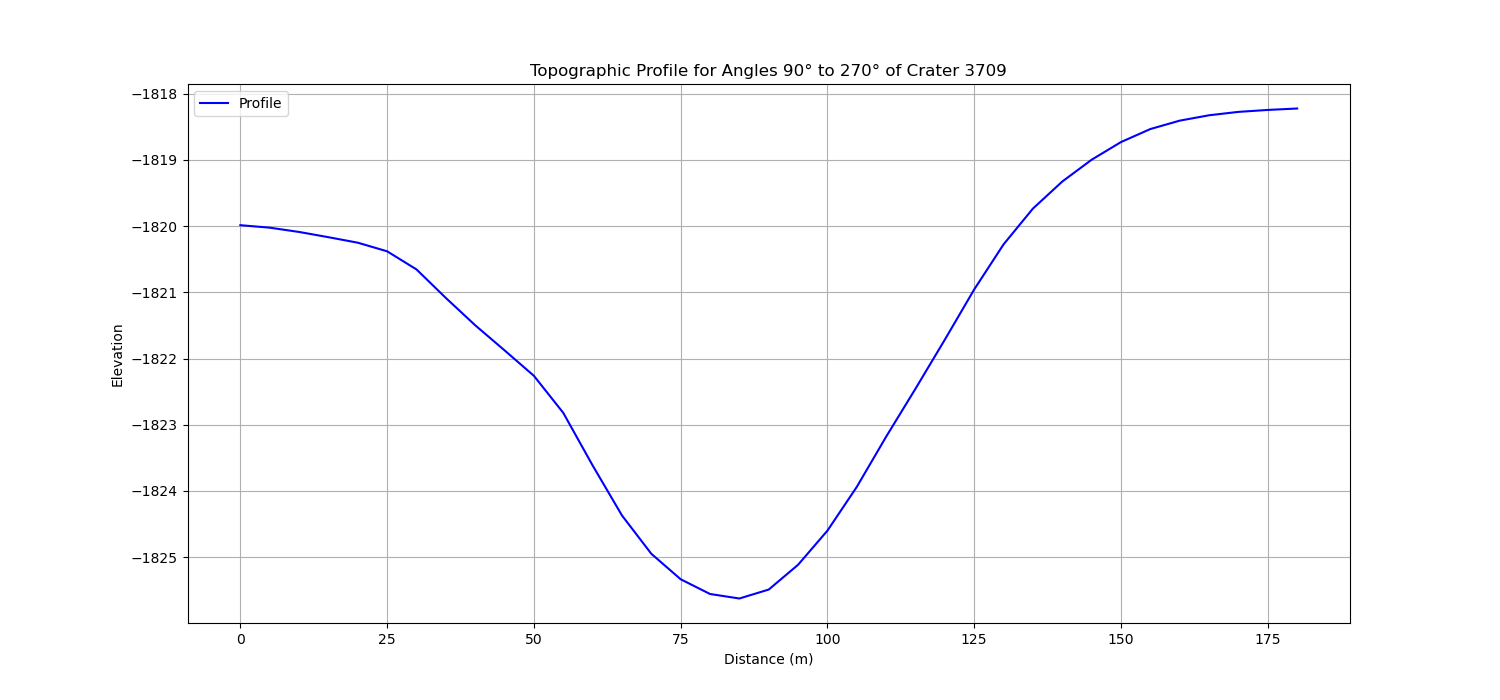 Topographic Profile for Angles 90° to 270° of Crater 3709
Profile
−1818
−1819
−1820
−1821
−1822
−1823
−1824
−1825
Elevation
0 25 50 75 100 125 150 175
Distance (m)